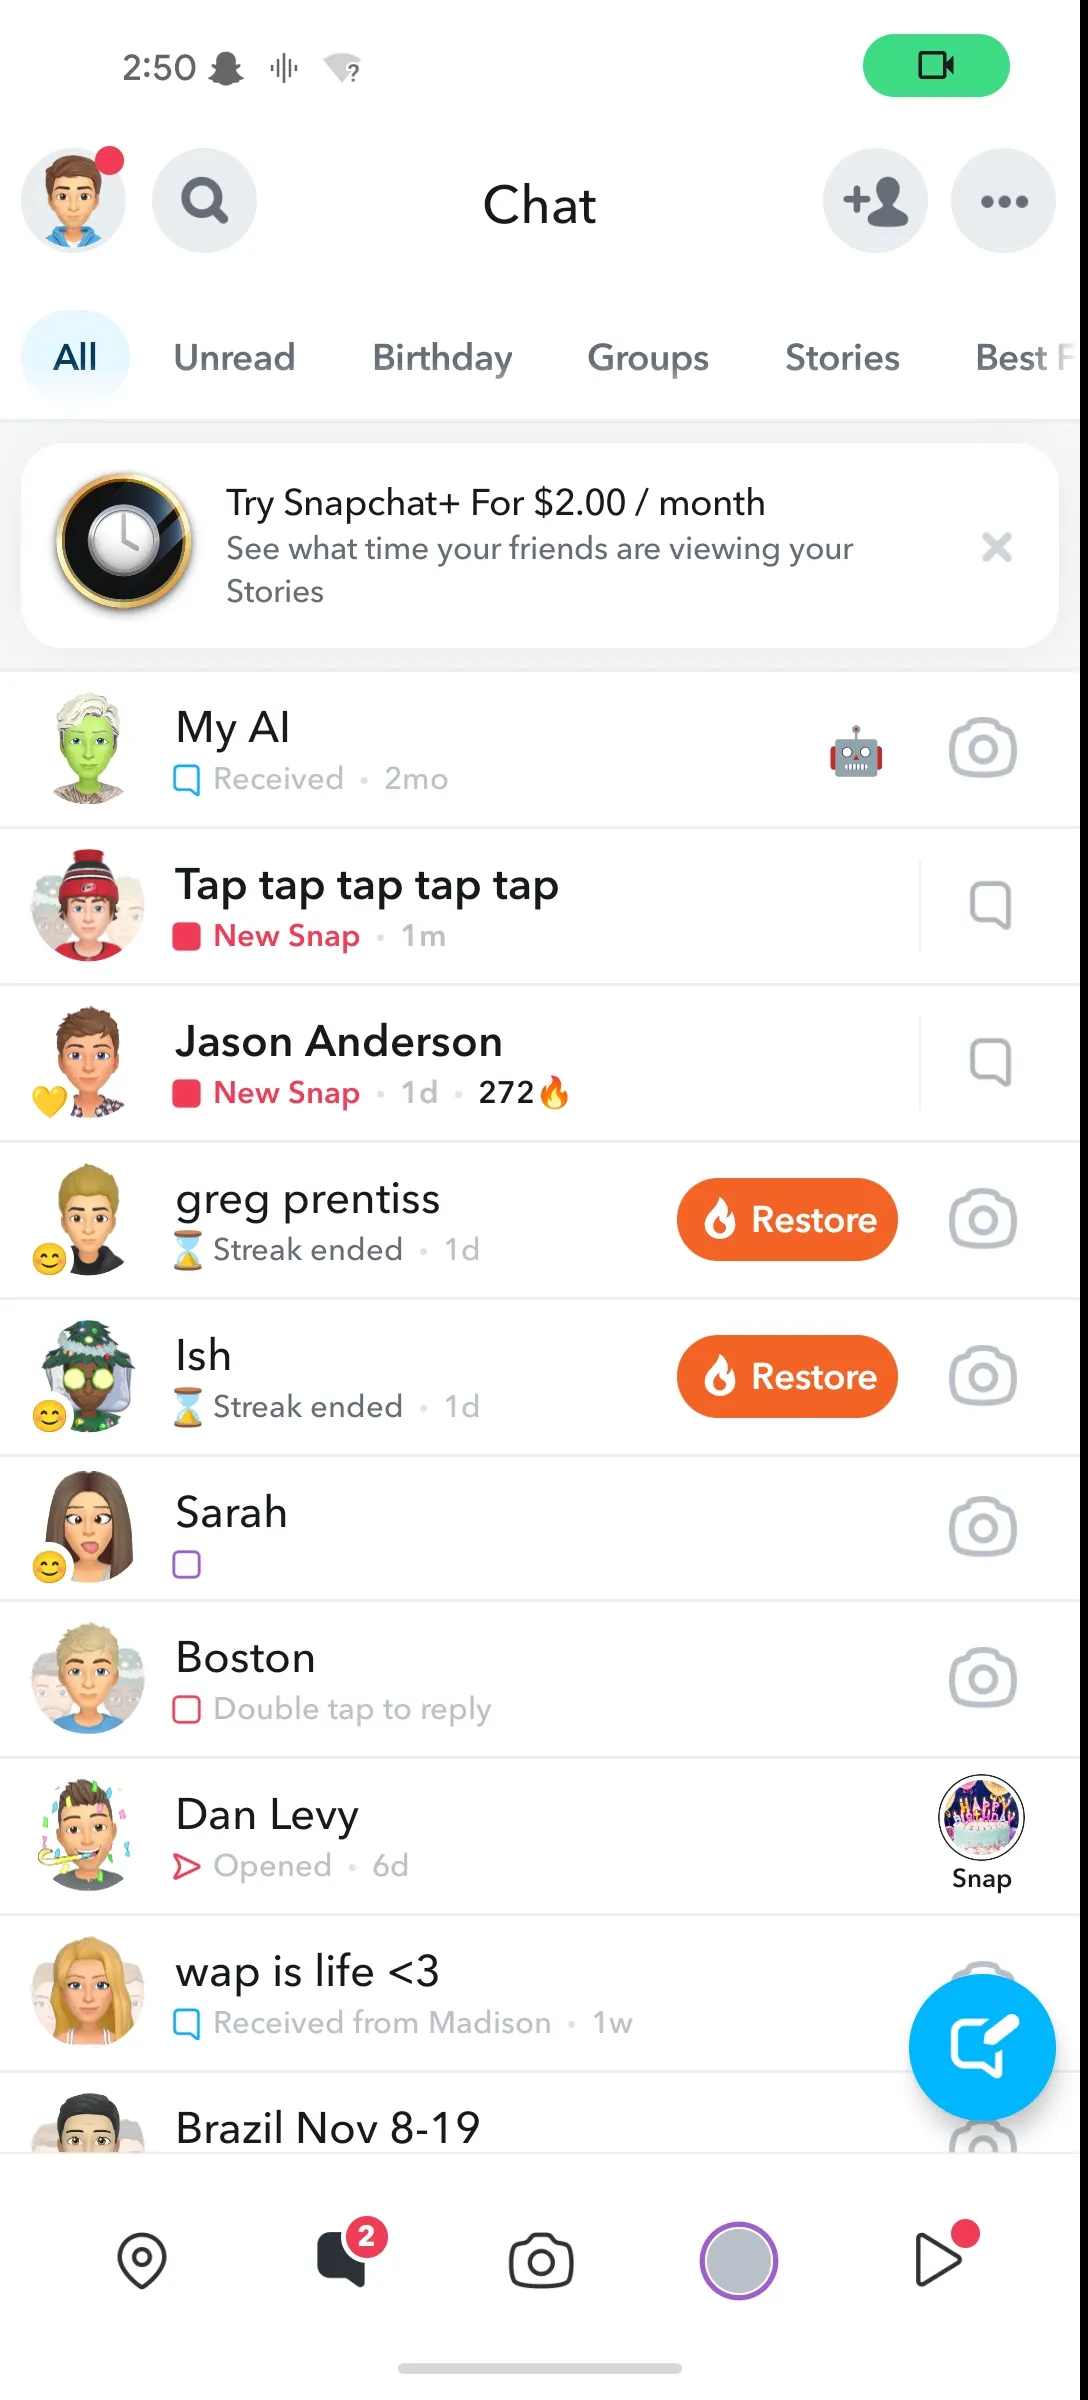 2:50
Chat
All Unread Birthday Groups Stories Best F
Try Snapchat+ For $2.00 / month
See what time your friends are viewing your
Stories
My AI
Received • 2mo
Tap tap tap tap tap
New Snap • 1m
Jason Anderson
New Snap • 1d • 272🔥
greg prentiss
Streak ended • 1d
Restore
Ish
Streak ended • 1d
Restore
Sarah
Boston
Double tap to reply
Dan Levy
Opened • 6d
HAPPY
BIRTHDAY
Snap
wap is life <3
Received from Madison • 1w
Brazil Nov 8-19
2